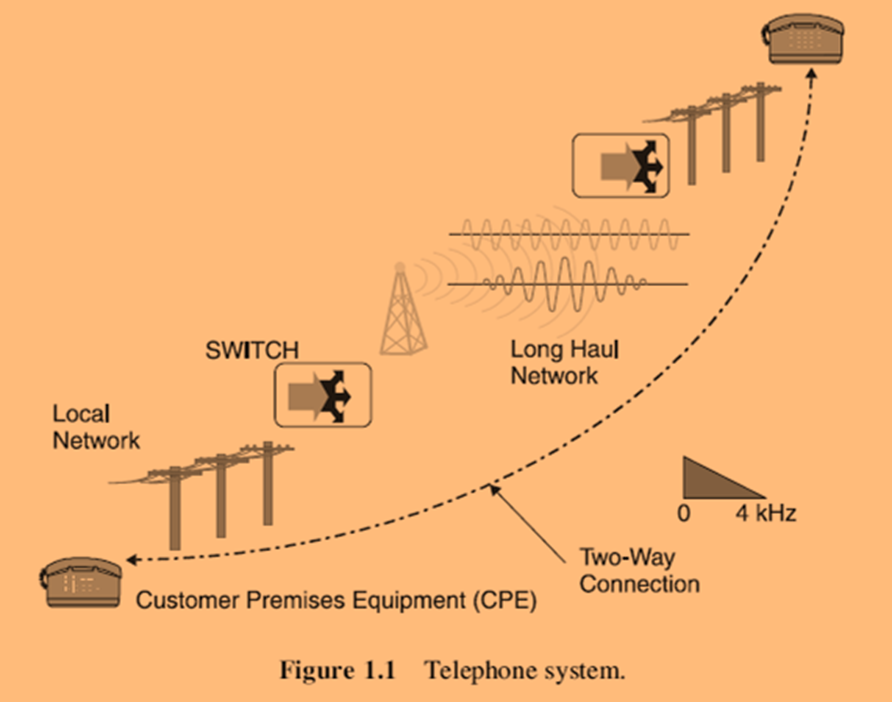 SWITCH
Long Haul
Network
Local
Network
0
4 kHz
Two-Way
Connection
Customer Premises Equipment (CPE)
Figure 1.1 Telephone system.